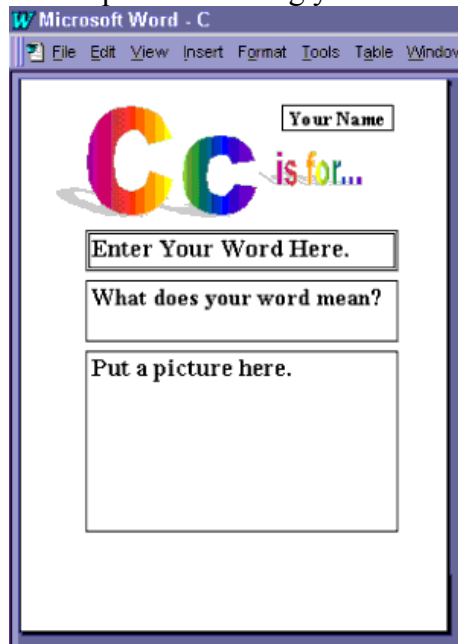 Microsoft Word - C
File Edit View Insert Format Tools Table Window
Your Name
Cc is for...
Enter Your Word Here.
What does your word mean?
Put a picture here.